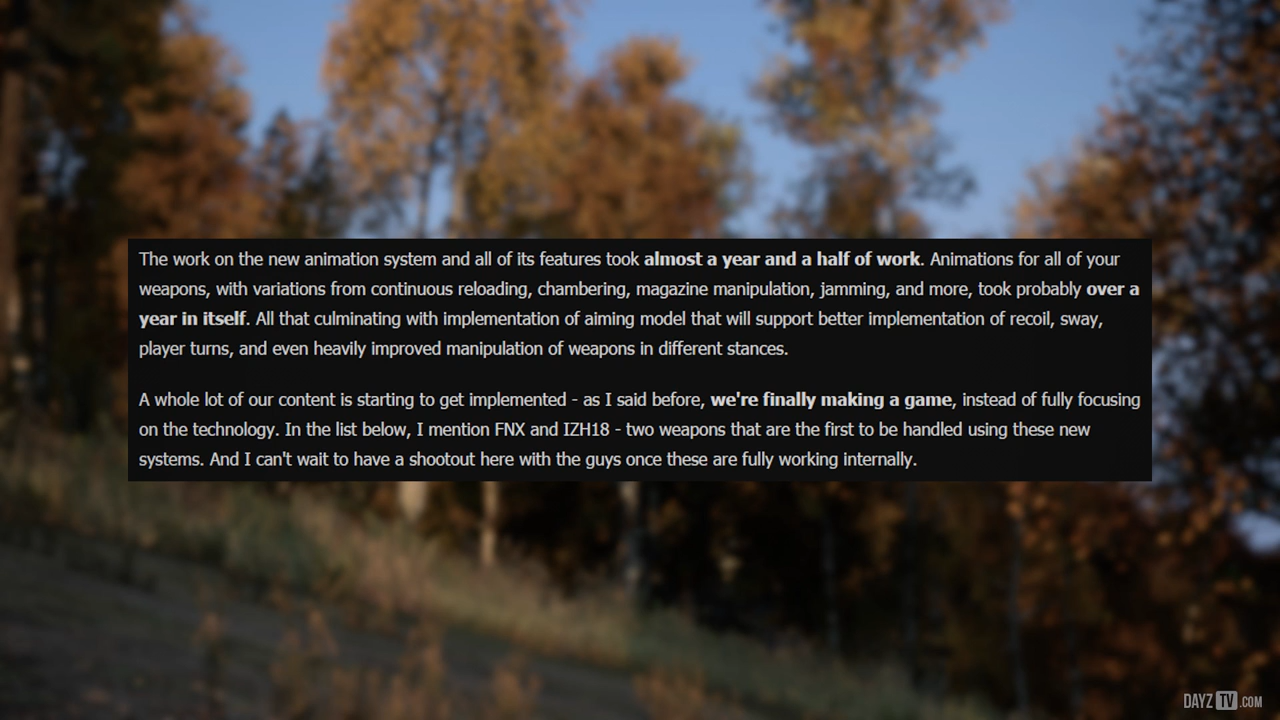 The work on the new animation system and all of its features took almost a year and a half of work. Animations for all of your
weapons, with variations from continuous reloading, chambering, magazine manipulation, jamming, and more, took probably over a
year in itself. All that culminating with implementation of aiming model that will support better implementation of recoil, sway,
player turns, and even heavily improved manipulation of weapons in different stances.
A whole lot of our content is starting to get implemented - as I said before, we're finally making a game, instead of fully focusing
on the technology. In the list below, I mention FNX and IZH18 - two weapons that are the first to be handled using these new
systems. And I can't wait to have a shootout here with the guys once these are fully working internally.
DAYZ TV .COM